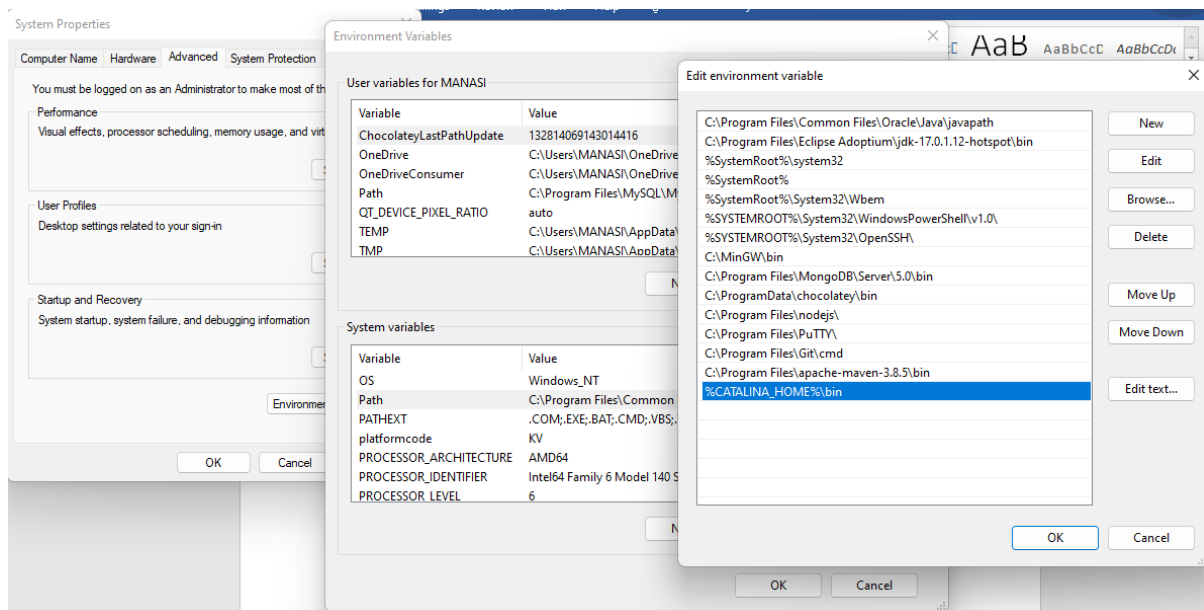 System Properties
Computer Name Hardware Advanced System Protection
You must be logged on as an Administrator to make most of th
Performance
Visual effects, processor scheduling, memory usage, and virt
User Profiles
Desktop settings related to your sign-in
Startup and Recovery
System startup, system failure, and debugging information
Environmen
OK Cancel
Environment Variables
User variables for MANASI
Variable Value
ChocolateyLastPathUpdate 132814069143014416
OneDrive C:\Users\MANASI\OneDrive
OneDriveConsumer C:\Users\MANASI\OneDrive
Path C:\Program Files\MySQL\M
QT_DEVICE_PIXEL_RATIO auto
TEMP C:\Users\MANASI\AppData\
TMP C:\Users\MANASI\AppData\
N
System variables
Variable Value
OS Windows_NT
Path C:\Program Files\Common
PATHEXT .COM;.EXE;.BAT;.CMD;.VBS;.
platformcode KV
PROCESSOR_ARCHITECTURE AMD64
PROCESSOR_IDENTIFIER Intel64 Family 6 Model 140 S
PROCESSOR_LEVEL 6
N
OK Cancel
AaB AaBbCcD AaBbCcDc
Edit environment variable
C:\Program Files\Common Files\Oracle\Java\javapath
C:\Program Files\Eclipse Adoptium\jdk-17.0.1.12-hotspot\bin
%SystemRoot%\system32
%SystemRoot%
%SystemRoot%\System32\Wbem
%SYSTEMROOT%\System32\WindowsPowerShell\v1.0\
%SYSTEMROOT%\System32\OpenSSH\
C:\MinGW\bin
C:\Program Files\MongoDB\Server\5.0\bin
C:\ProgramData\chocolatey\bin
C:\Program Files\nodejs\
C:\Program Files\PuTTY\
C:\Program Files\Git\cmd
C:\Program Files\apache-maven-3.8.5\bin
%CATALINA_HOME%\bin
New
Edit
Browse...
Delete
Move Up
Move Down
Edit text...
OK Cancel